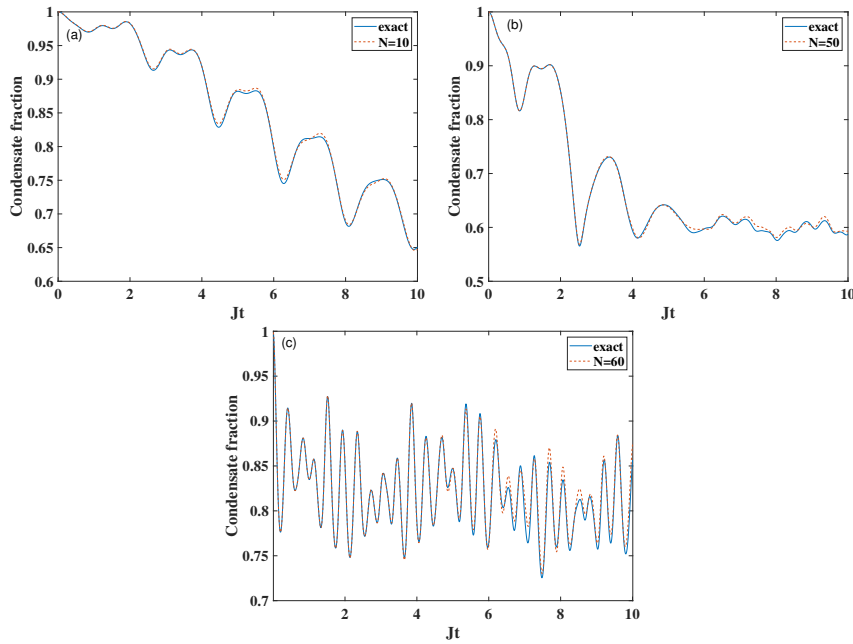 (a)
exact
N=10
Condensate fraction
1
0.95
0.9
0.85
0.8
0.75
0.7
0.65
0.6
0 2 4 6 8 10
Jt
(b)
exact
N=50
Condensate fraction
1
0.9
0.8
0.7
0.6
0.5
0 2 4 6 8 10
Jt
(c)
exact
N=60
Condensate fraction
1
0.95
0.9
0.85
0.8
0.75
0.7
2 4 6 8 10
Jt